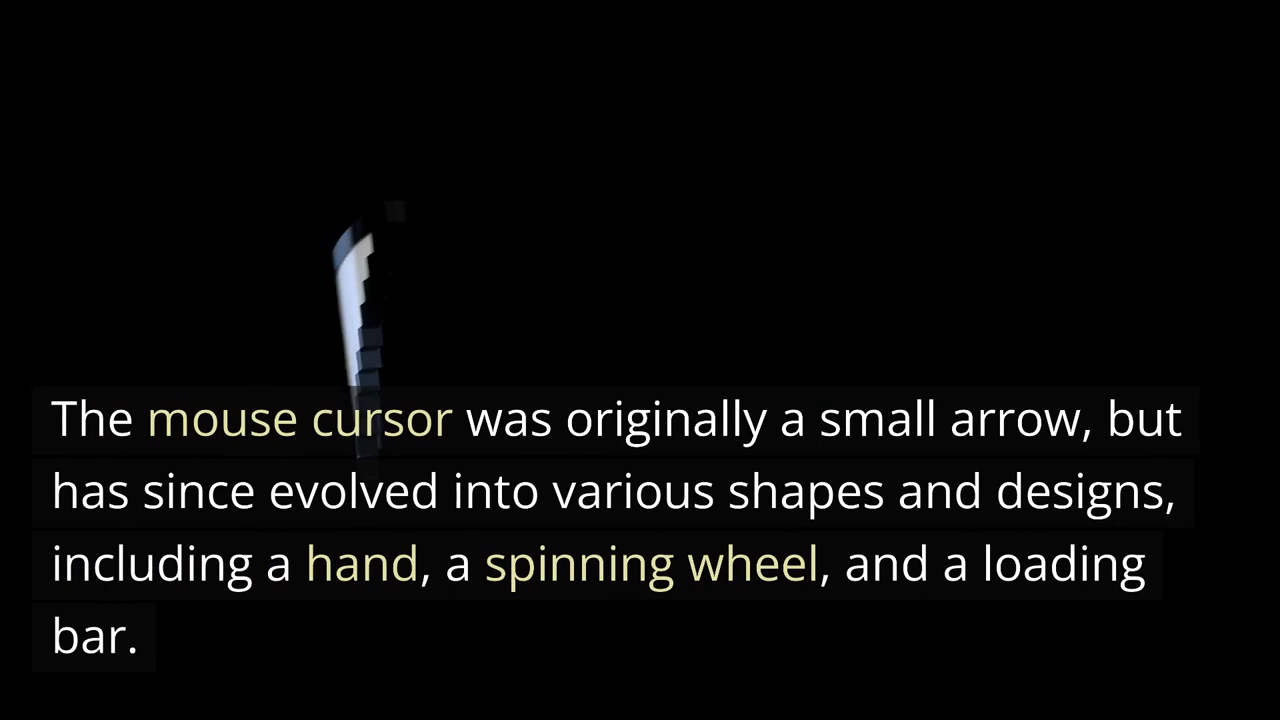 The mouse cursor was originally a small arrow, but
has since evolved into various shapes and designs,
including a hand, a spinning wheel, and a loading
bar.